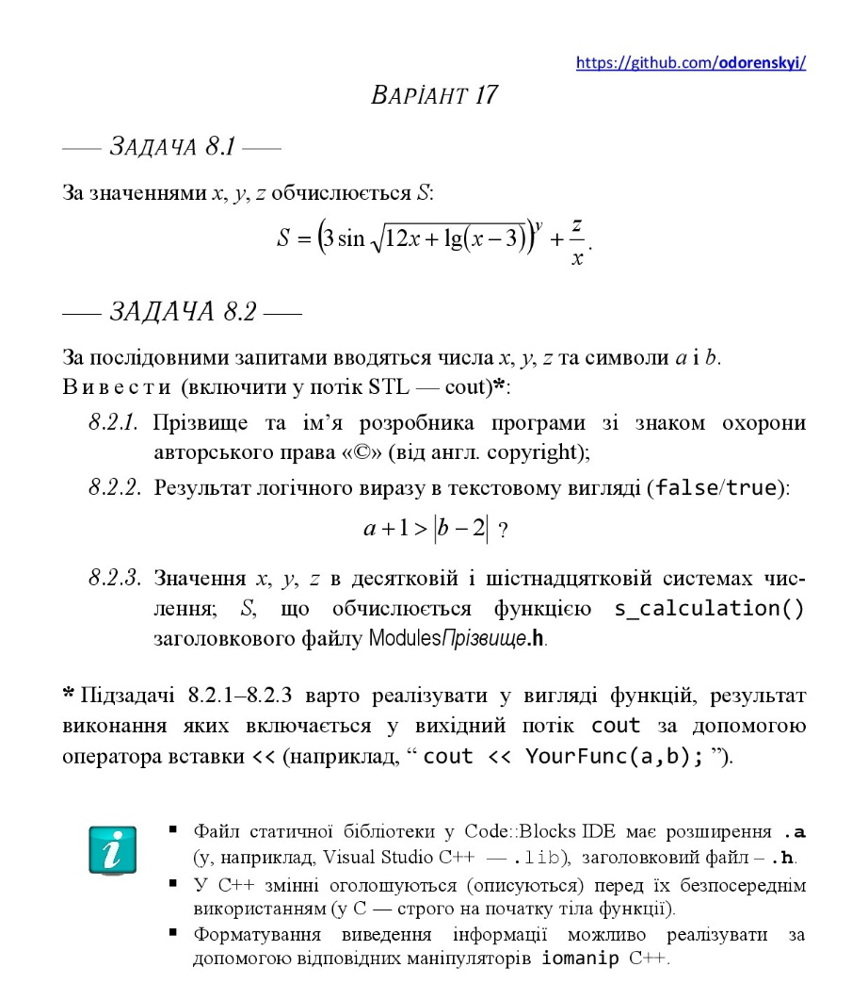 https://github.com/odorenskyi/
ВАРІАНТ 17
— ЗАДАЧА 8.1 —
За значеннями x, y, z обчислюється S:
S = (3 sin √(12x + lg(x − 3)))^y + z/x.
— ЗАДАЧА 8.2 —
За послідовними запитами вводяться числа x, y, z та символи a і b.
Вивести (включити у потік STL — cout)*:
8.2.1. Прізвище та ім’я розробника програми зі знаком охорони
авторського права «©» (від англ. copyright);
8.2.2. Результат логічного виразу в текстовому вигляді (false/true):
a + 1 > |b − 2| ?
8.2.3. Значення x, y, z в десятковій і шістнадцятковій системах чис-
лення; S, що обчислюється функцією s_calculation()
заголовкового файлу ModulesПрізвище.h.
* Підзадачі 8.2.1–8.2.3 варто реалізувати у вигляді функцій, результат
виконання яких включається у вихідний потік cout за допомогою
оператора вставки << (наприклад, “ cout << YourFunc(a,b); ”).
▪ Файл статичної бібліотеки у Code::Blocks IDE має розширення .a
(у, наприклад, Visual Studio C++ — .lib), заголовковий файл – .h.
▪ У C++ змінні оголошуються (описуються) перед їх безпосереднім
використанням (у C — строго на початку тіла функції).
▪ Форматування виведення інформації можливо реалізувати за
допомогою відповідних маніпуляторів iomanip C++.